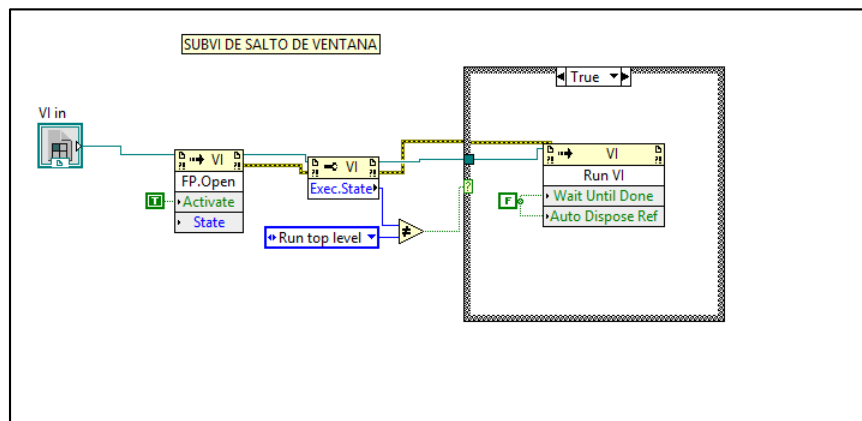 SUBVI DE SALTO DE VENTANA
True
VI in
VI
FP.Open
Activate
State
T
VI
Exec.State
Run top level
≠
?
VI
Run VI
Wait Until Done
Auto Dispose Ref
F